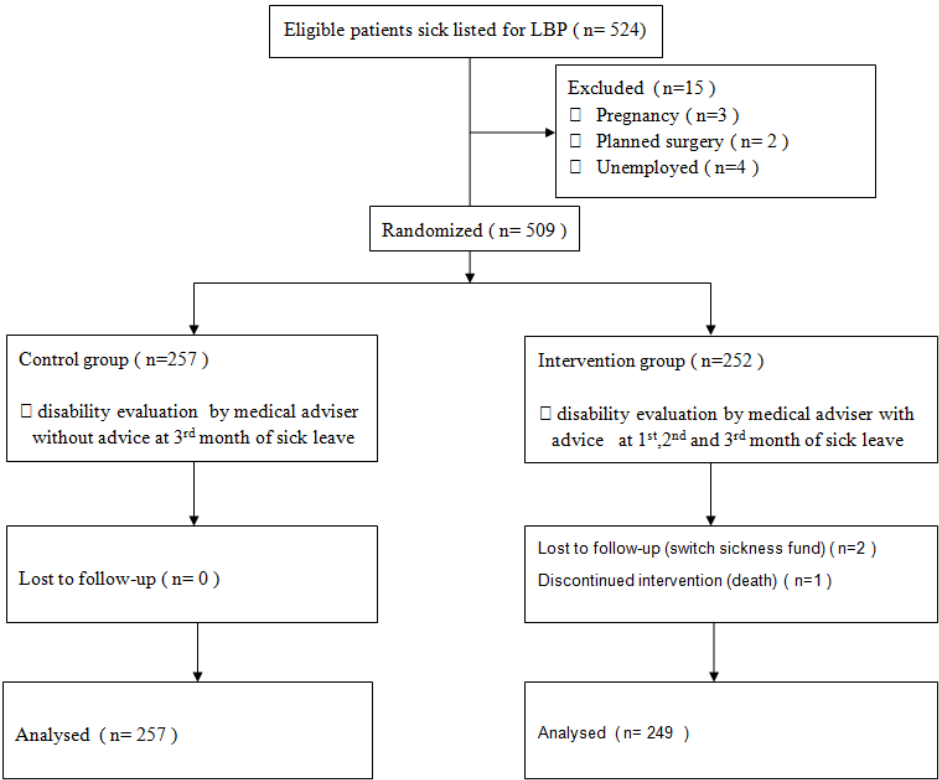 Eligible patients sick listed for LBP ( n= 524)
Excluded (n=15 )
□ Pregnancy ( n=3 )
□ Planned surgery ( n= 2 )
□ Unemployed ( n=4 )
Randomized ( n= 509 )
Control group ( n=257 )
□ disability evaluation by medical adviser
without advice at 3rd month of sick leave
Intervention group ( n=252 )
□ disability evaluation by medical adviser with
advice at 1st,2nd and 3rd month of sick leave
Lost to follow-up ( n= 0 )
Lost to follow-up (switch sickness fund) ( n=2 )
Discontinued intervention (death) ( n=1 )
Analysed ( n= 257 )
Analysed ( n= 249 )